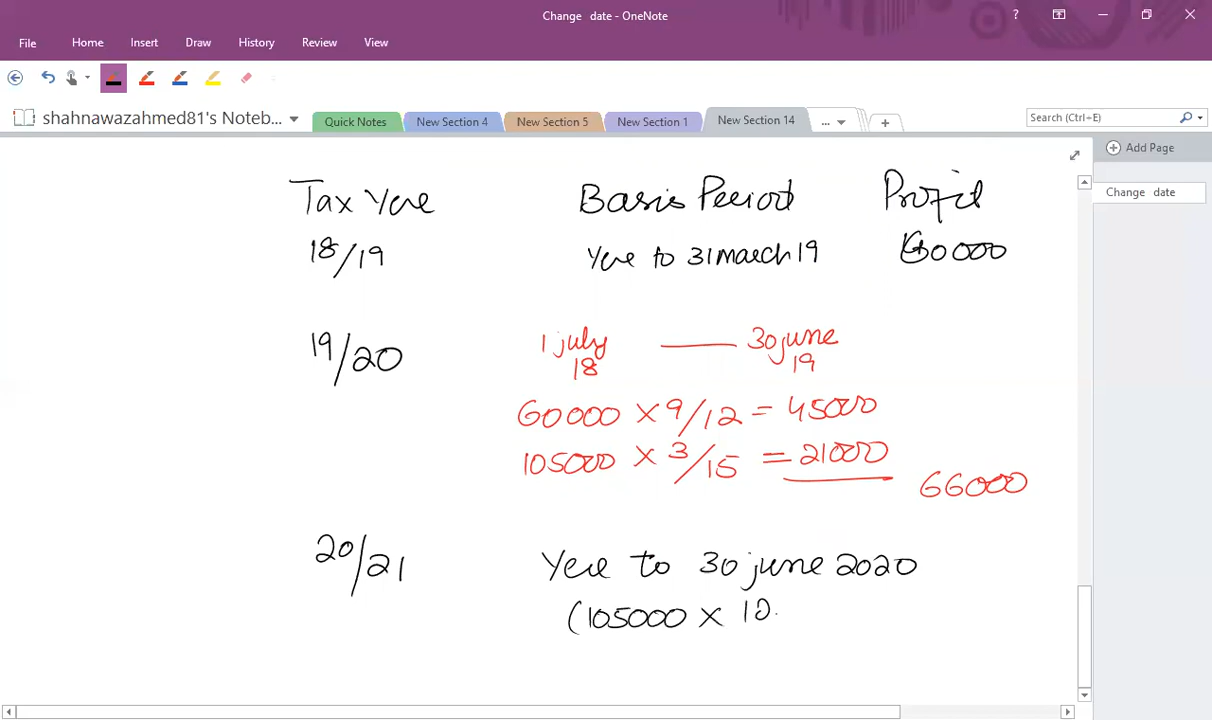 Change date - OneNote
?
File Home Insert Draw History Review View
shahnawazahmed81's Noteb...
Quick Notes New Section 4 New Section 5 New Section 1 New Section 14 ...
Search (Ctrl+E)
Add Page
Change date
Tax Yere Basis Period Profit
18/19 Yere to 31 march 19 60000
19/20 1 july 18 — 30 june 19
60000 × 9/12 = 45000
105000 × 3/15 = 21000
66000
20/21 Yere to 30 june 2020
(105000 × 12